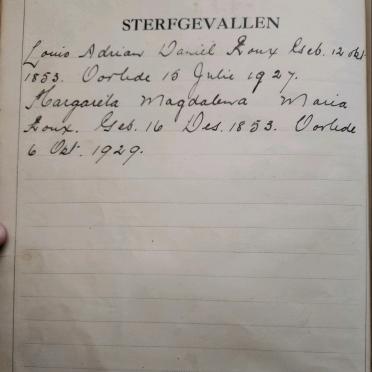 STERFGEVALLEN
Louis Adrian Daniel Roux Geb. 12 Okt
1853. Oorlede 15 Julie 1927.
Margareta Magdalena Maria
Roux. Geb. 16 Des. 1853. Oorlede
6 Okt. 1929.